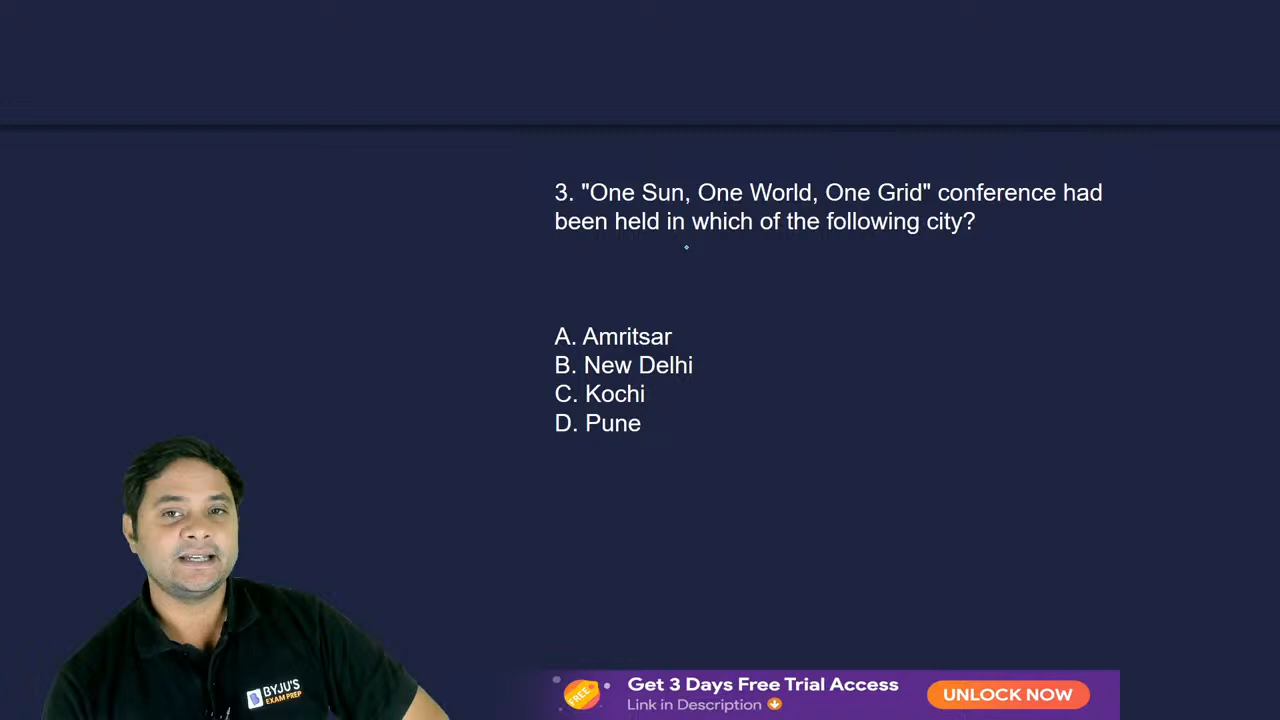 3. "One Sun, One World, One Grid" conference had
been held in which of the following city?
A. Amritsar
B. New Delhi
C. Kochi
D. Pune
BYJU'S
EXAM PREP
FREE
Get 3 Days Free Trial Access
Link in Description
UNLOCK NOW